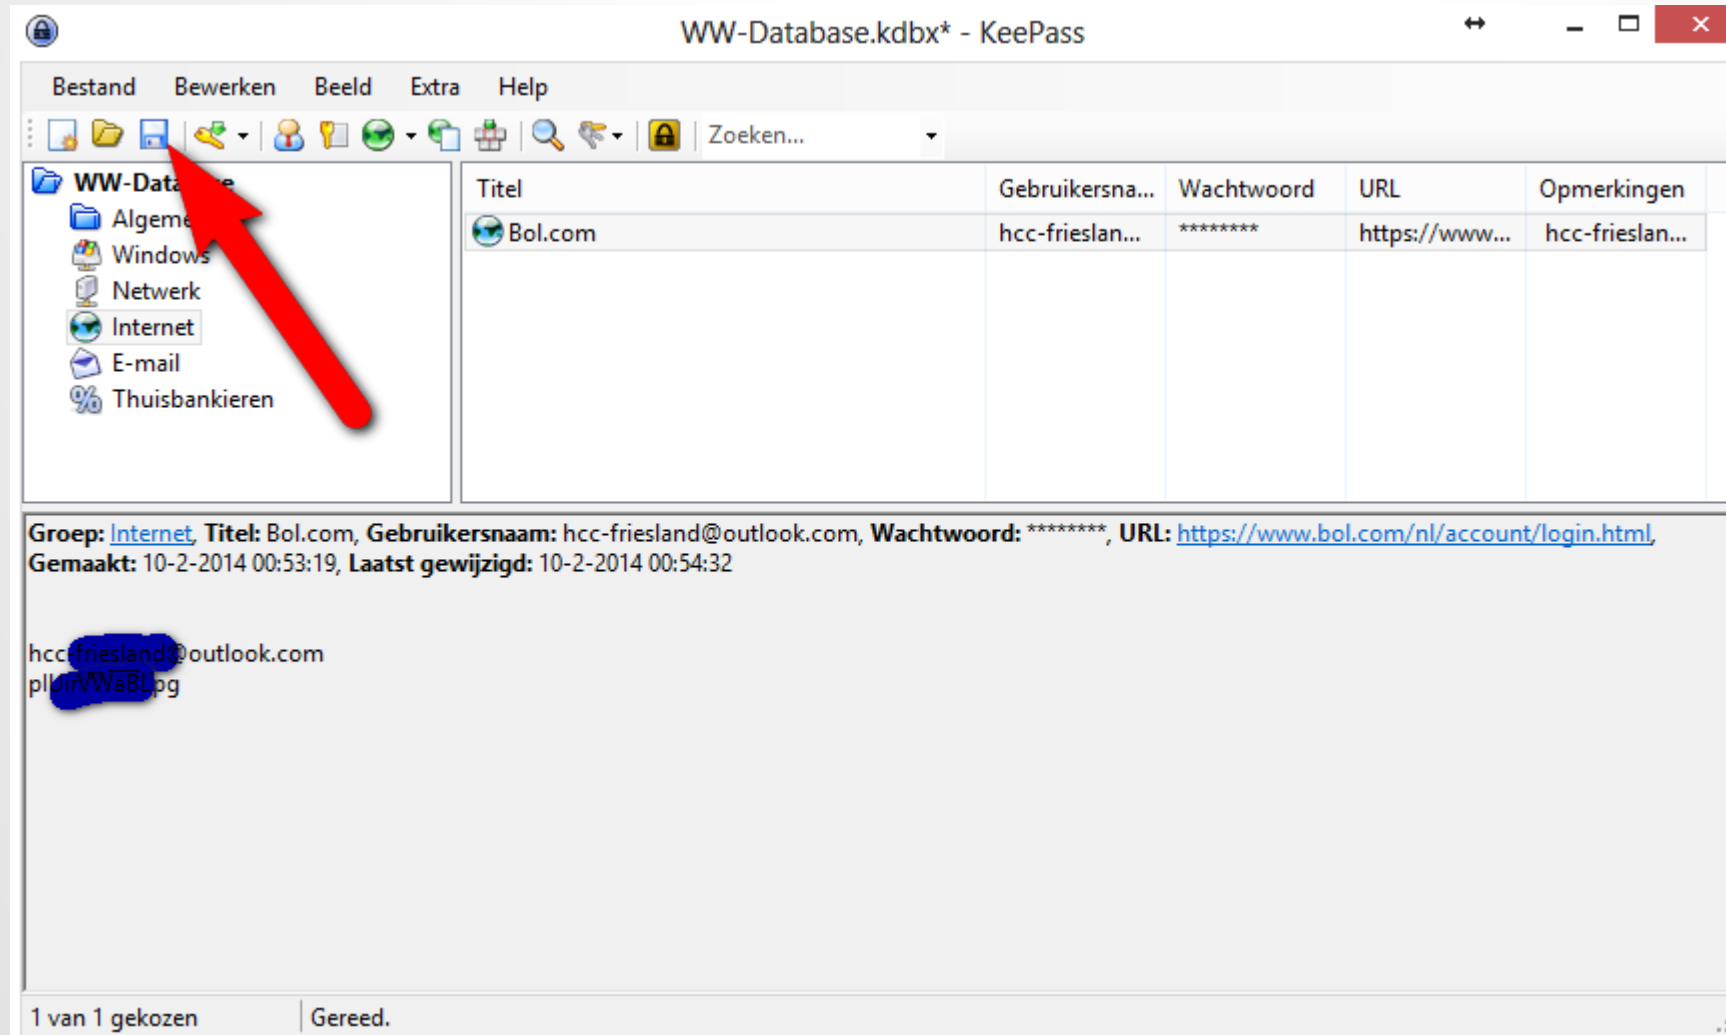 WW-Database.kdbx* - KeePass
Bestand Bewerken Beeld Extra Help
Zoeken...
WW-Database
Algeme
Windows
Netwerk
Internet
E-mail
Thuisbankieren
Titel Gebruikersna... Wachtwoord URL Opmerkingen
Bol.com hcc-frieslan... ******** https://www... hcc-frieslan...
Groep: Internet, Titel: Bol.com, Gebruikersnaam: hcc-friesland@outlook.com, Wachtwoord: ********, URL: https://www.bol.com/nl/account/login.html,
Gemaakt: 10-2-2014 00:53:19, Laatst gewijzigd: 10-2-2014 00:54:32
hcc-friesland@outlook.com
1 van 1 gekozen Gereed.